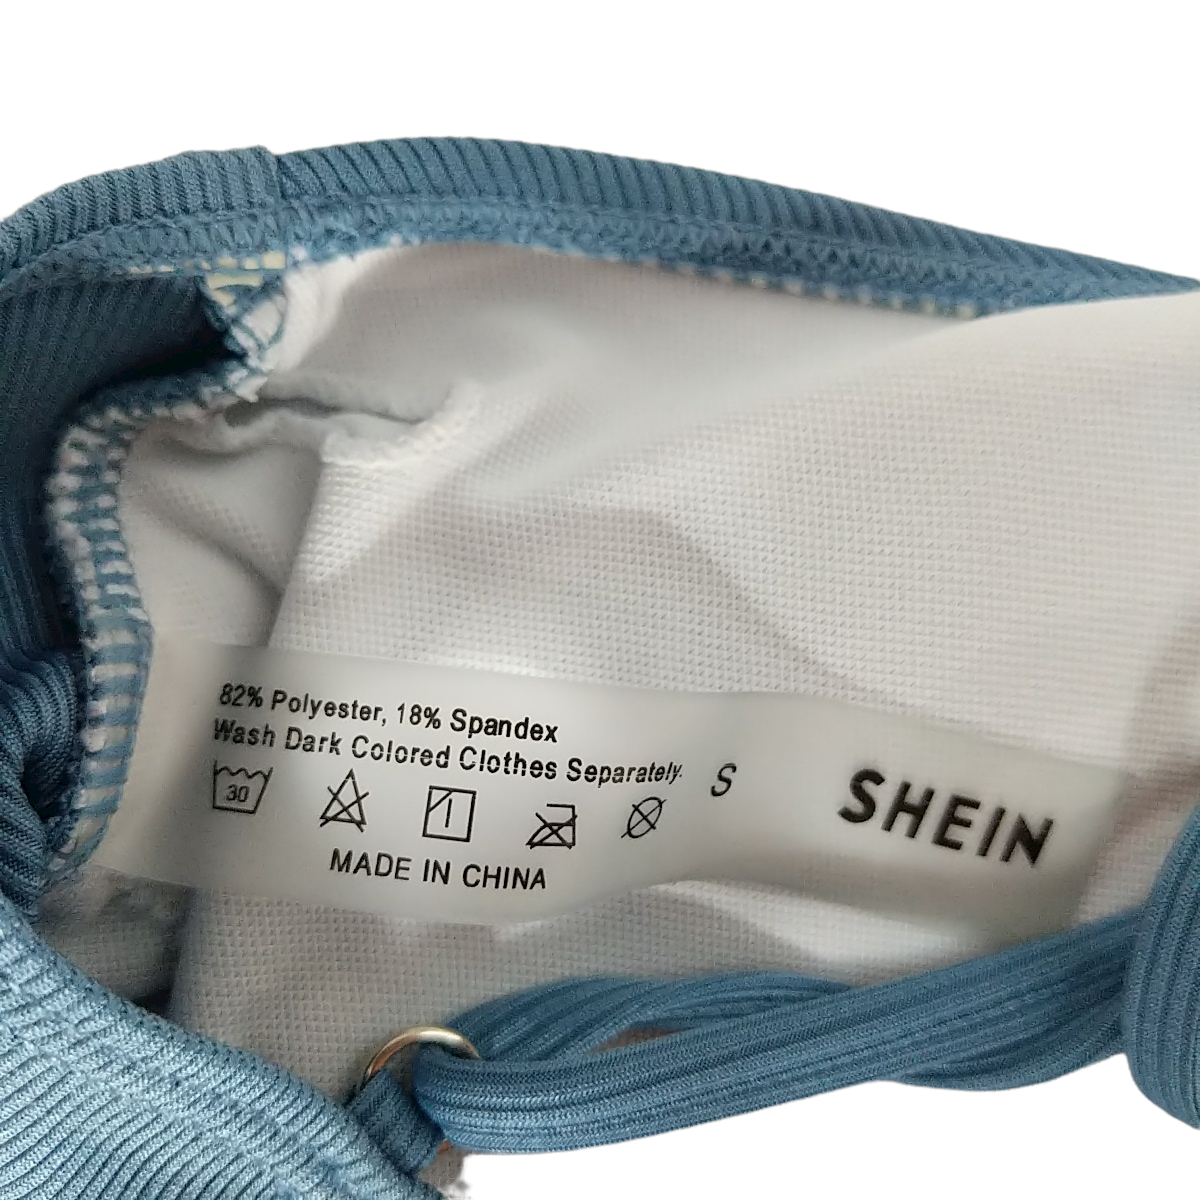 82% Polyester, 18% Spandex
Wash Dark Colored Clothes Separately.
S
SHEIN
30
MADE IN CHINA